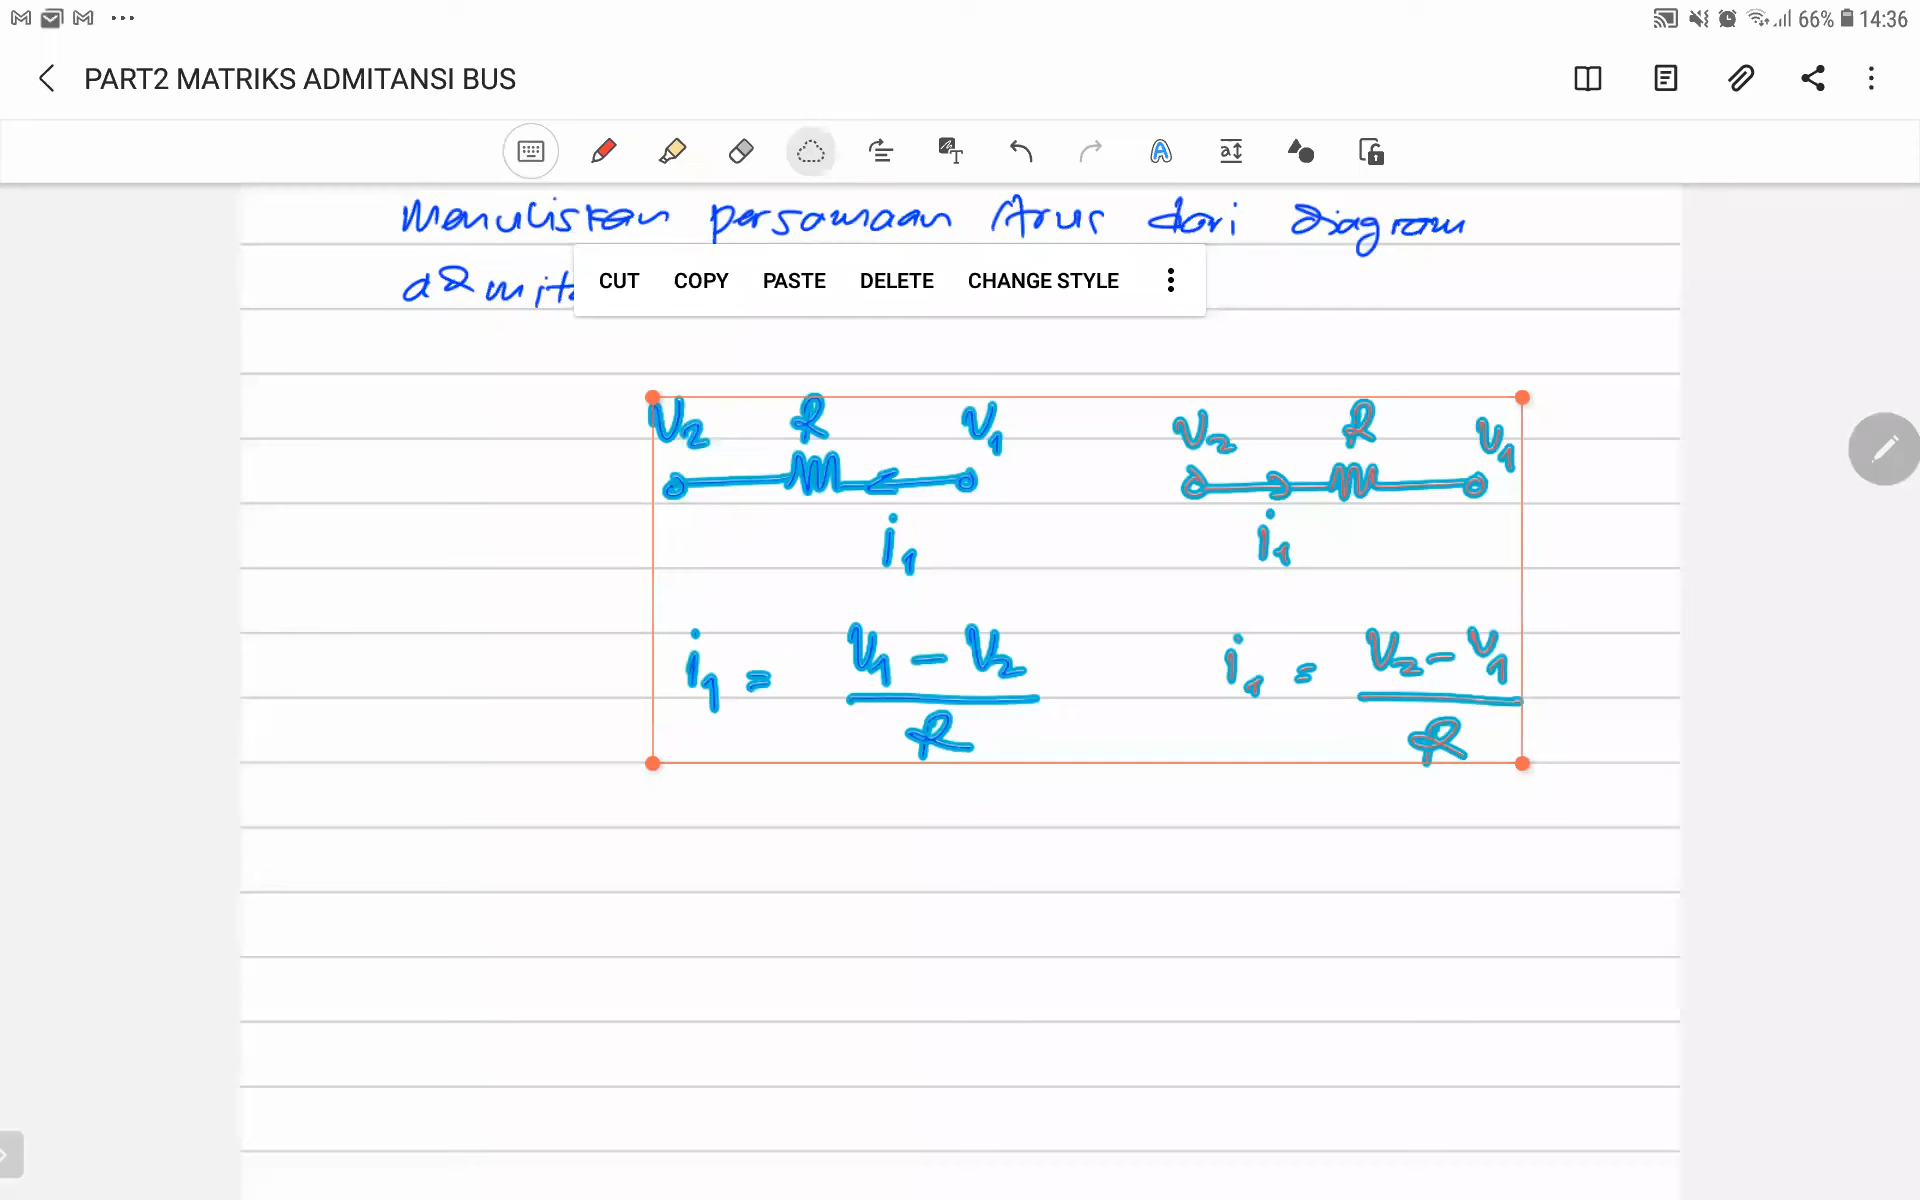 66% 14:36
PART2 MATRIKS ADMITANSI BUS
Menuliskan persamaan Arus dari diagram
admita
CUT COPY PASTE DELETE CHANGE STYLE
V2 R V1 V2 R V1
i1 i1
i1 = V1 - V2 / R i1 = V2 - V1 / R